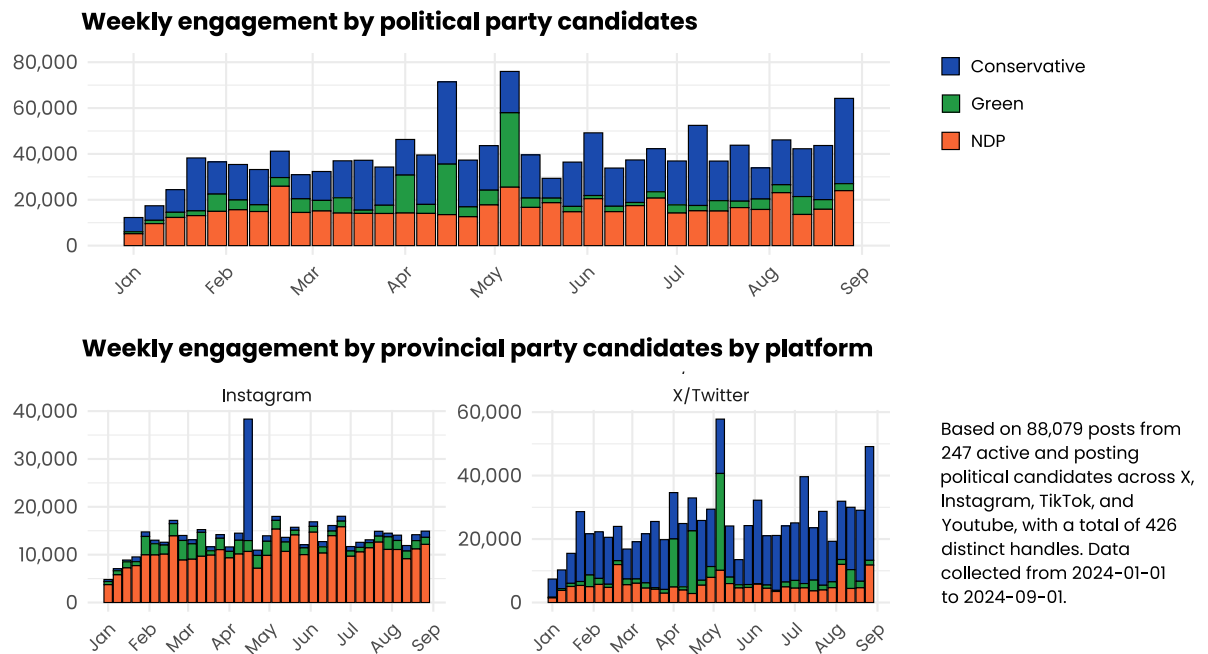 Weekly engagement by political party candidates
80,000
60,000
40,000
20,000
0
Jan
Feb
Mar
Apr
May
Jun
Jul
Aug
Sep
Conservative
Green
NDP
Weekly engagement by provincial party candidates by platform
Instagram
40,000
30,000
20,000
10,000
0
Jan
Feb
Mar
Apr
May
Jun
Jul
Aug
Sep
X/Twitter
60,000
40,000
20,000
0
Jan
Feb
Mar
Apr
May
Jun
Jul
Aug
Sep
Based on 88,079 posts from
247 active and posting
political candidates across X,
Instagram, TikTok, and
Youtube, with a total of 426
distinct handles. Data
collected from 2024-01-01
to 2024-09-01.